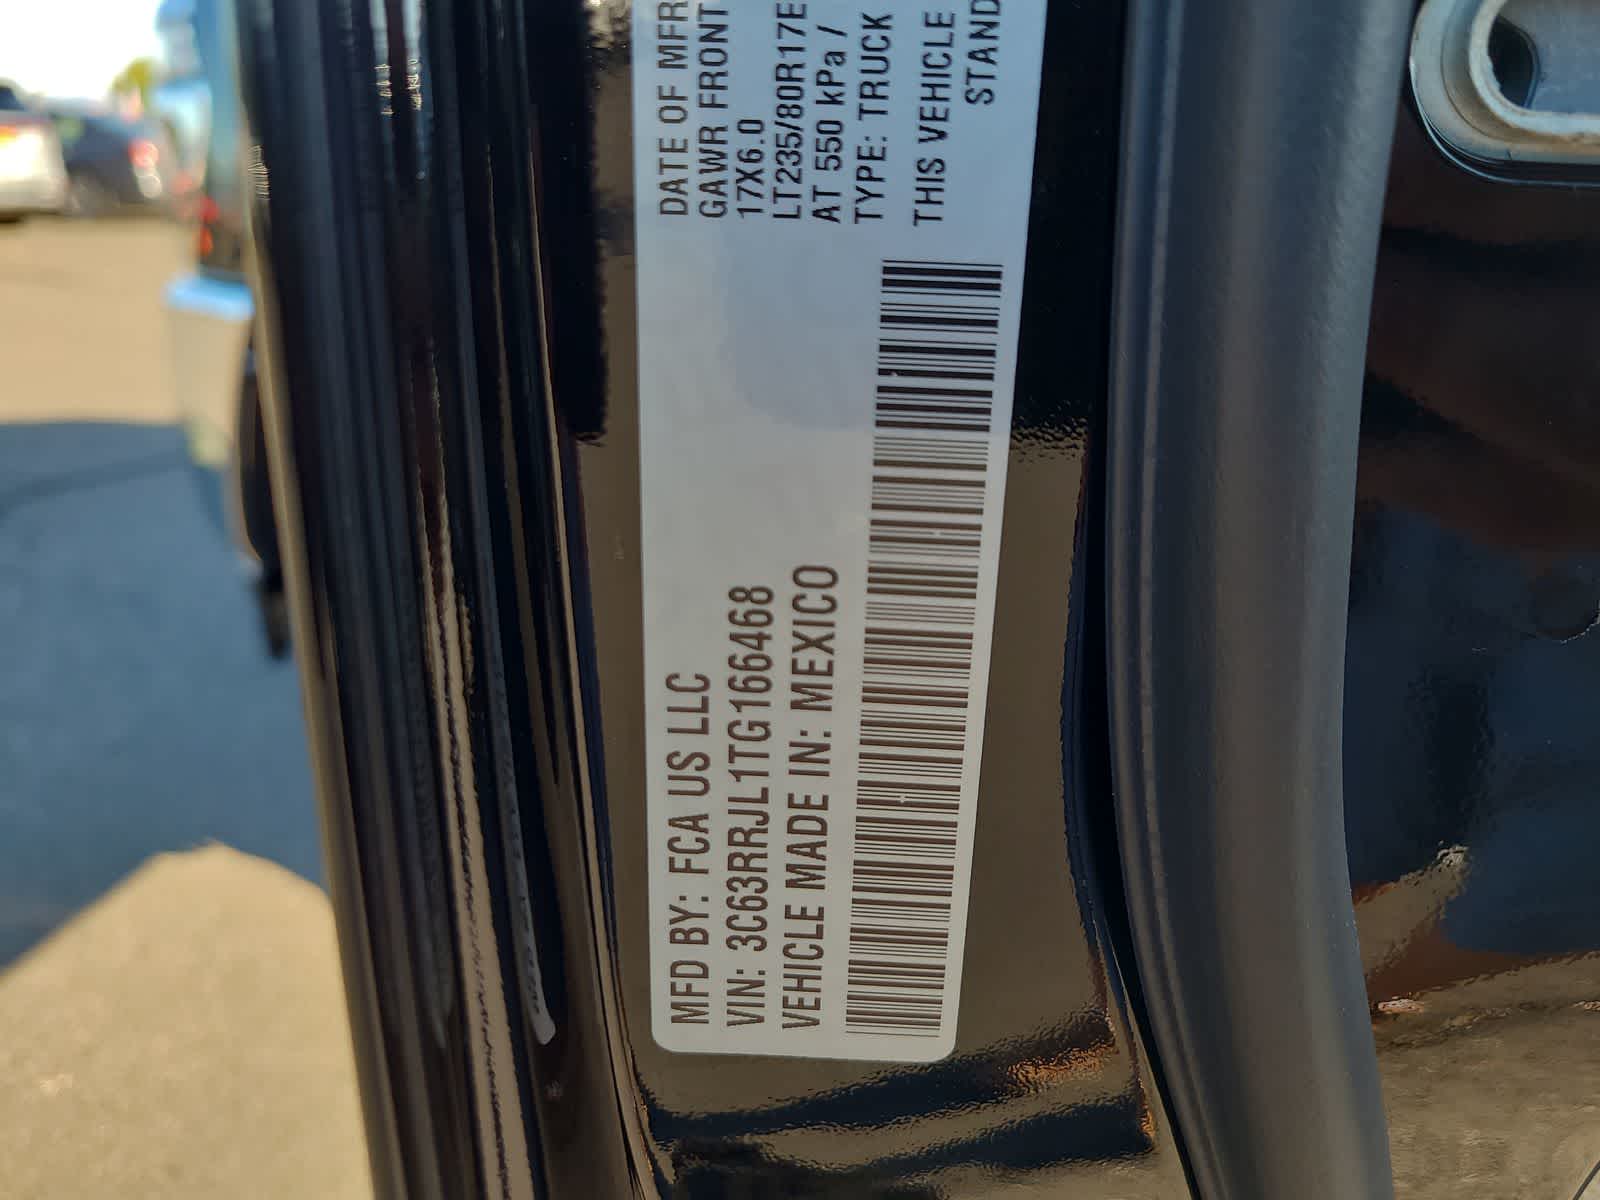 MFD BY: FCA US LLC
VIN: 3C63RRJL1TG166468
VEHICLE MADE IN: MEXICO
DATE OF MFR
GAWR FRONT
17X6.0
LT235/80R17E
AT 550 kPa /
TYPE: TRUCK
THIS VEHICLE
STAND